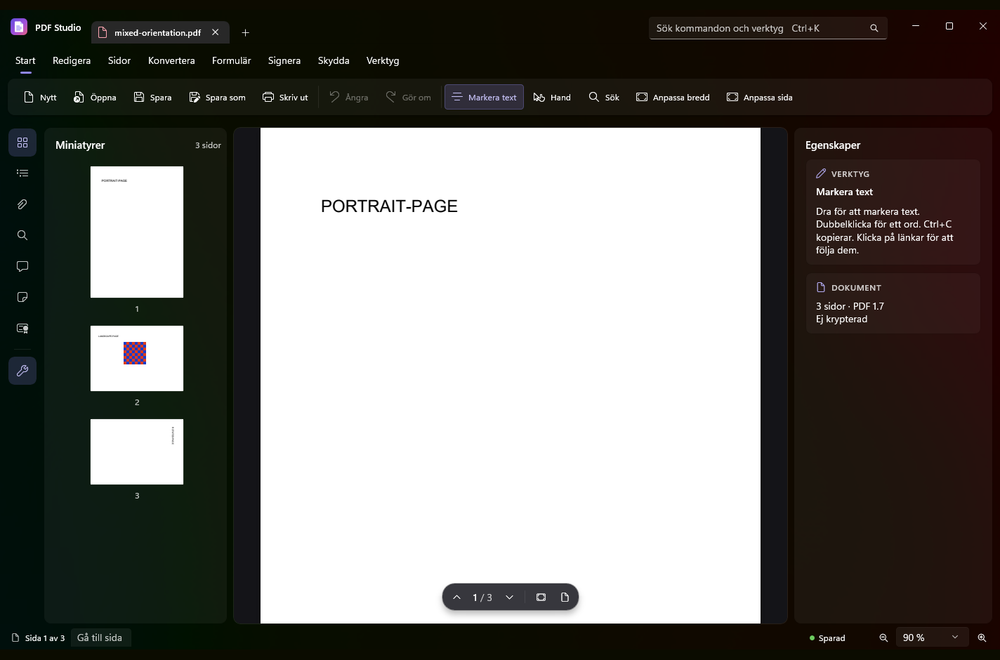 PDF Studio
mixed-orientation.pdf
Sök kommandon och verktyg Ctrl+K
Start Redigera Sidor Konvertera Formulär Signera Skydda Verktyg
Nytt Öppna Spara Spara som Skriv ut Ångra Gör om Markera text Hand Sök Anpassa bredd Anpassa sida
Miniatyrer 3 sidor
PORTRAIT-PAGE
1
2
3
PORTRAIT-PAGE
1 / 3
Egenskaper
VERKTYG
Markera text
Dra för att markera text.
Dubbelklicka för ett ord. Ctrl+C
kopierar. Klicka på länkar för att
följa dem.
DOKUMENT
3 sidor · PDF 1.7
Ej krypterad
Sida 1 av 3 Gå till sida
Sparad
90 %